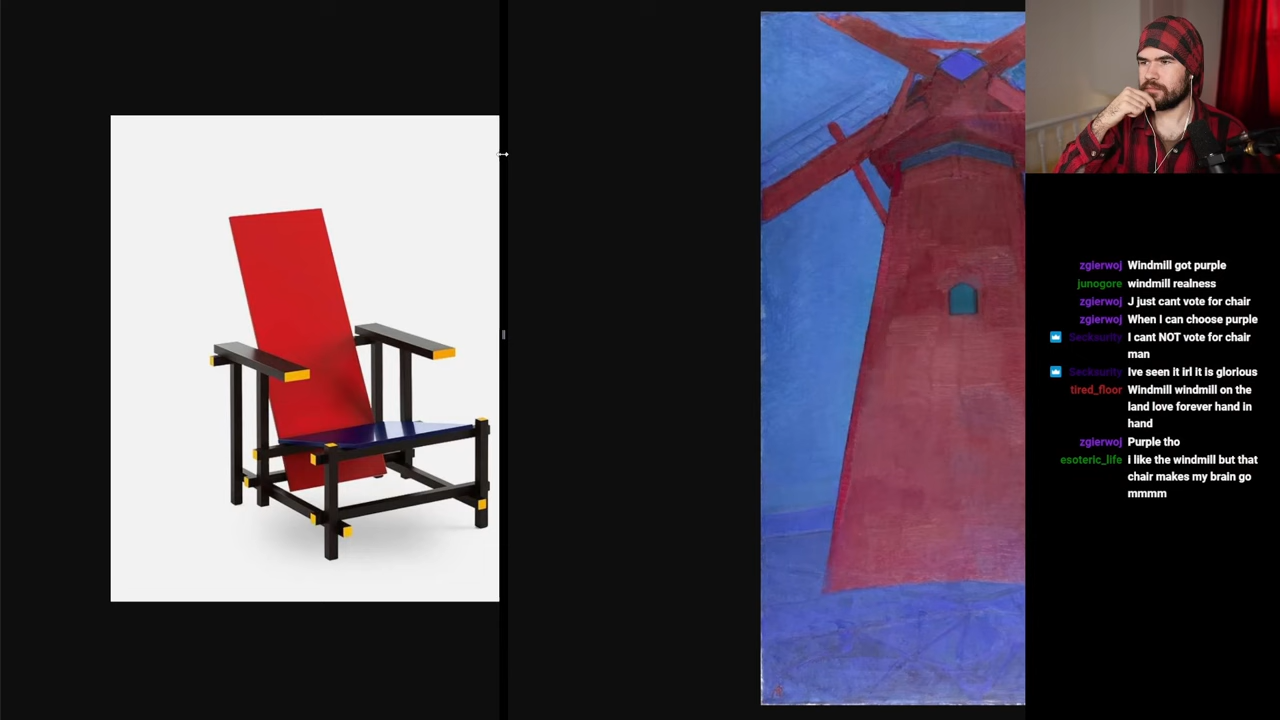 zgierwoj Windmill got purple
junogore windmill realness
zgierwoj J just cant vote for chair
zgierwoj When I can choose purple
Secksurity I cant NOT vote for chair
man
Secksurity Ive seen it irl it is glorious
tired_floor Windmill windmill on the
land love forever hand in
hand
zgierwoj Purple tho
esoteric_life i like the windmill but that
chair makes my brain go
mmmm